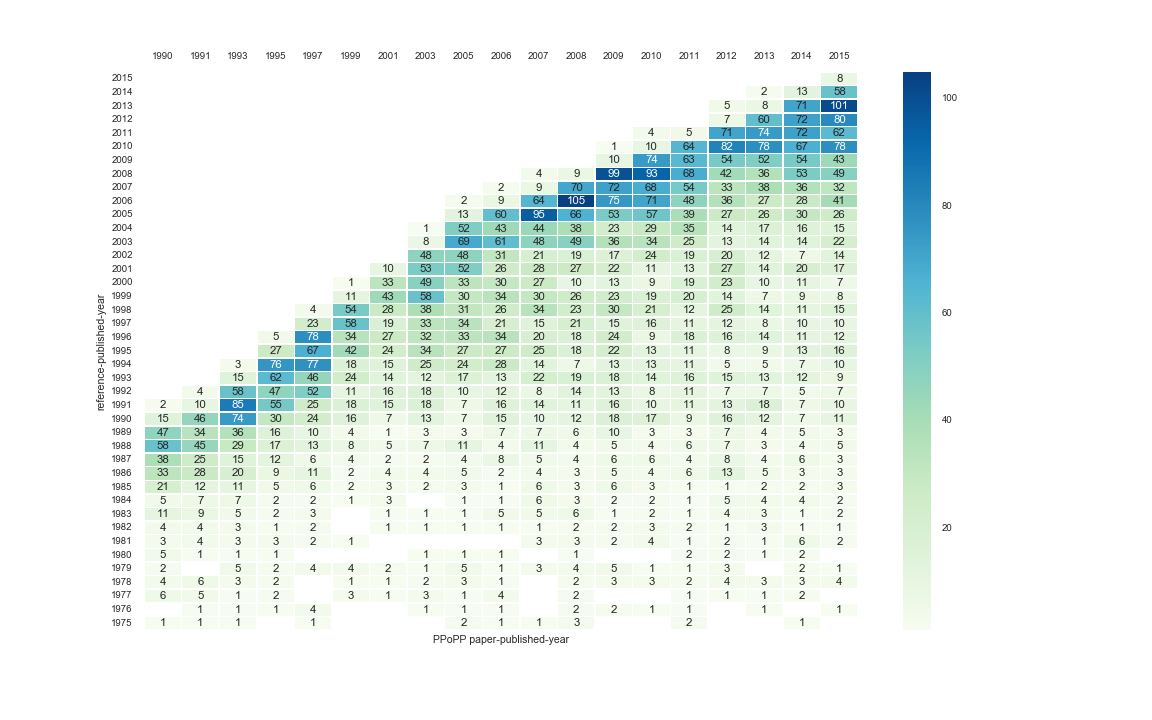 1990 1991 1993 1995 1997 1999 2001 2003 2005 2006 2007 2008 2009 2010 2011 2012 2013 2014 2015
2015 8
2014 2 13 58
2013 5 8 71 101
2012 7 60 72 80
2011 4 5 71 74 72 62
2010 1 10 64 82 78 67 78
2009 10 74 63 54 52 54 43
2008 4 9 99 93 68 42 36 53 49
2007 2 9 70 72 68 54 33 38 36 32
2006 2 9 64 105 75 71 48 36 27 28 41
2005 13 60 95 66 53 57 39 27 26 30 26
2004 1 52 43 44 38 23 29 35 14 17 16 15
2003 8 69 61 48 49 36 34 25 13 14 14 22
2002 48 48 31 21 19 17 24 19 20 12 7 14
2001 10 53 52 26 28 27 22 11 13 27 14 20 17
2000 1 33 49 33 30 27 10 13 9 19 23 10 11 7
1999 11 43 58 30 34 30 26 23 19 20 14 7 9 8
1998 4 54 28 38 31 26 34 23 30 21 12 25 14 11 15
1997 23 58 19 33 34 21 15 21 15 16 11 12 8 10 10
1996 5 78 34 27 32 33 34 20 18 24 9 18 16 14 11 12
1995 27 67 42 24 34 27 27 25 18 22 13 11 8 9 13 16
1994 3 76 77 18 15 25 24 28 14 7 13 13 11 5 5 7 10
1993 15 62 46 24 14 12 17 13 22 19 18 14 16 15 13 12 9
1992 4 58 47 52 11 16 18 10 12 8 14 13 8 11 7 7 5 7
1991 2 10 85 55 25 18 15 18 7 16 14 11 16 10 11 13 18 7 10
1990 15 46 74 30 24 16 7 13 7 15 10 12 18 17 9 16 12 7 11
1989 47 34 36 16 10 4 1 3 3 7 7 6 10 3 3 7 4 5 3
1988 58 45 29 17 13 8 5 7 11 4 11 4 5 4 6 7 3 4 5
1987 38 25 15 12 6 4 2 2 4 8 5 4 6 6 4 8 4 6 3
1986 33 28 20 9 11 2 4 4 5 2 4 3 5 4 6 13 5 3 3
1985 21 12 11 5 6 2 3 2 3 1 6 3 6 3 1 1 2 2 3
1984 5 7 7 2 2 1 3 1 1 6 3 2 2 1 5 4 4 2
1983 11 9 5 2 3 1 1 1 5 5 6 1 2 1 4 3 1 2
1982 4 4 3 1 2 1 1 1 1 1 2 2 3 2 1 3 1 1
1981 3 4 3 3 2 1 3 3 2 4 1 2 1 6 2
1980 5 1 1 1 1 1 1 1 2 2 1 2
1979 2 5 2 4 4 2 1 5 1 3 4 5 1 1 3 2 1
1978 4 6 3 2 1 1 2 3 1 2 3 3 2 4 3 3 4
1977 6 5 1 2 3 1 3 1 4 2 1 1 1 2
1976 1 1 1 4 1 1 1 2 2 1 1 1 1
1975 1 1 1 1 2 1 1 3 2 1
reference-published-year
PPoPP paper-published-year
100
80
60
40
20